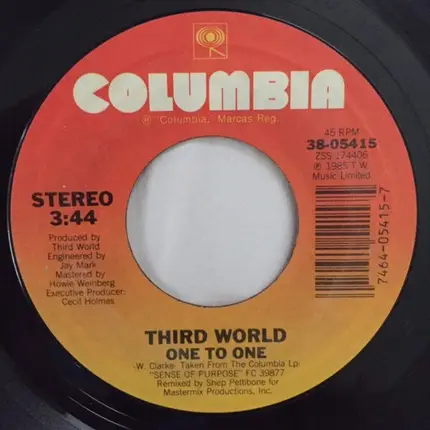 COLUMBIA
® "Columbia, Marcas Reg.
45 RPM
38-05415
ZSS 174406
℗ 1985 T.W.
Music Limited
STEREO
3:44
Produced by
Third World
Engineered by
Jay Mark
Mastered by
Howie Weinberg
Executive Producer:
Cecil Holmes
7464-05415-7
THIRD WORLD
ONE TO ONE
-W. Clarke- Taken From The Columbia Lp:
"SENSE OF PURPOSE" FC 39877
Remixed by Shep Pettibone for
Mastermix Productions, Inc.